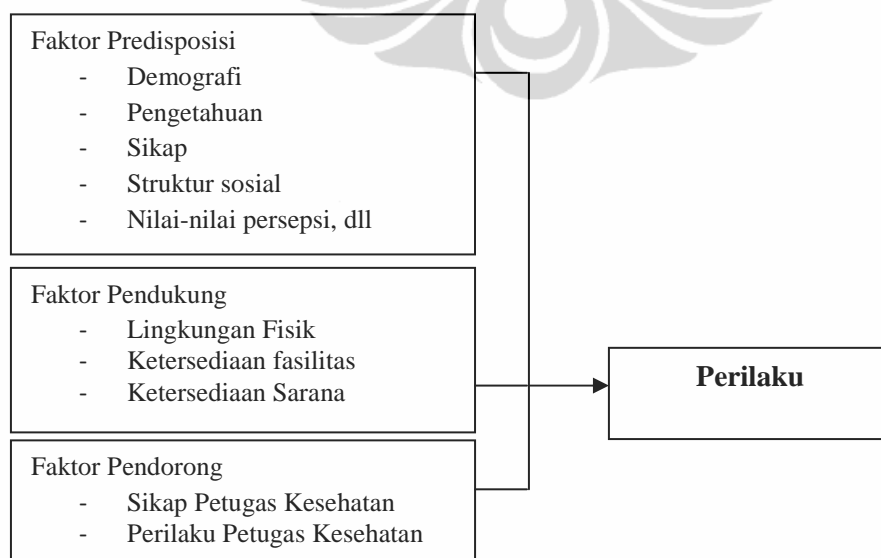 Faktor Predisposisi
- Demografi
- Pengetahuan
- Sikap
- Struktur sosial
- Nilai-nilai persepsi, dll
Faktor Pendukung
- Lingkungan Fisik
- Ketersediaan fasilitas
- Ketersediaan Sarana
Perilaku
Faktor Pendorong
- Sikap Petugas Kesehatan
- Perilaku Petugas Kesehatan